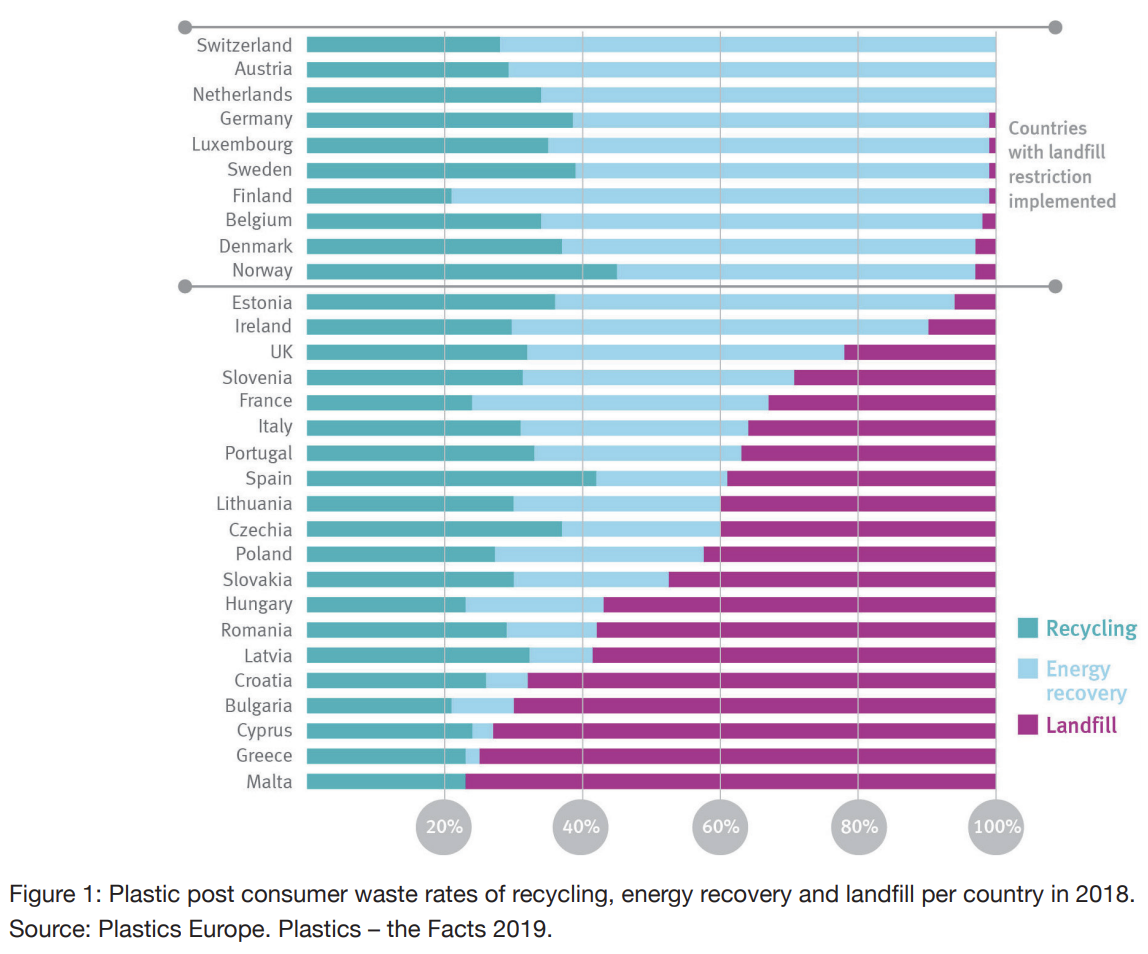 Switzerland
Austria
Netherlands
Germany
Luxembourg
Sweden
Finland
Belgium
Denmark
Norway
Countries
with landfill
restriction
implemented
Estonia
Ireland
UK
Slovenia
France
Italy
Portugal
Spain
Lithuania
Czechia
Poland
Slovakia
Hungary
Romania
Latvia
Croatia
Bulgaria
Cyprus
Greece
Malta
Recycling
Energy
recovery
Landfill
20% 40% 60% 80% 100%
Figure 1: Plastic post consumer waste rates of recycling, energy recovery and landfill per country in 2018.
Source: Plastics Europe. Plastics – the Facts 2019.